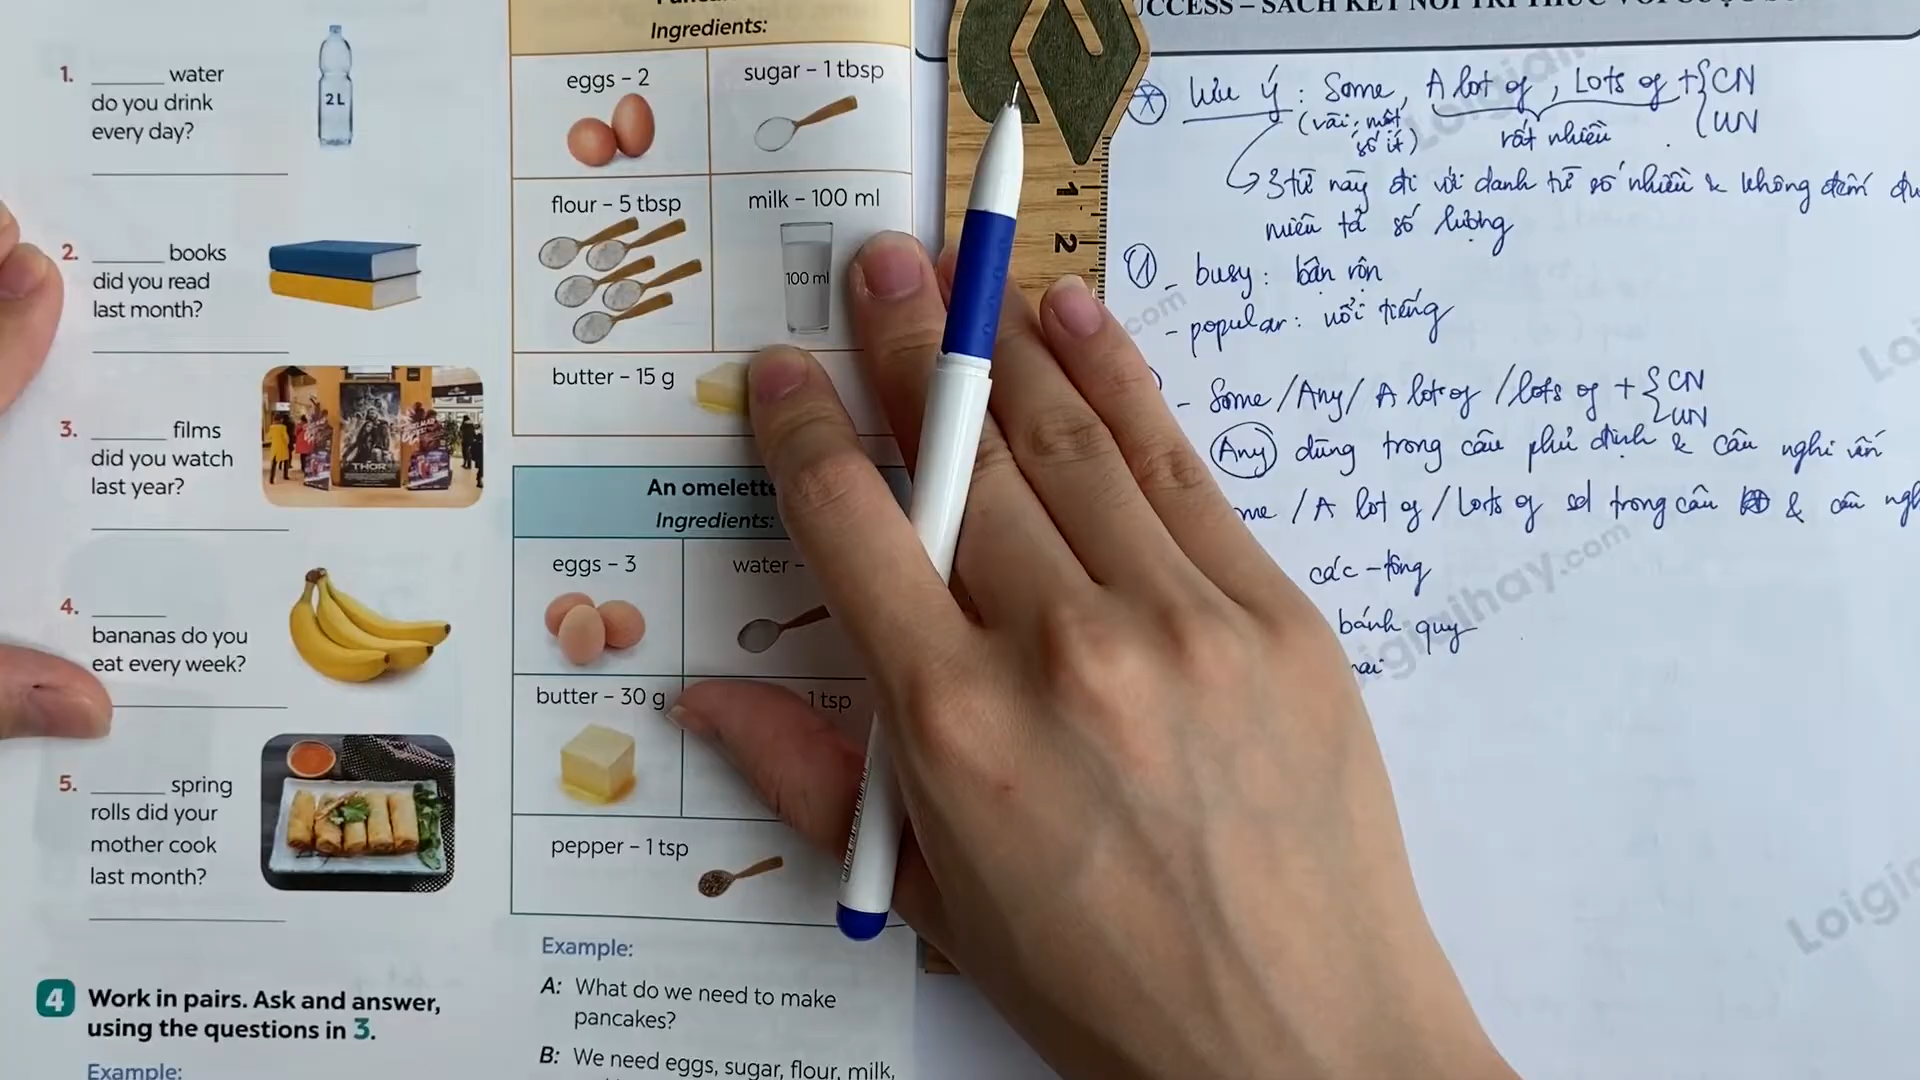 1. ______ water
do you drink
every day?
2L
2. ______ books
did you read
last month?
3. ______ films
did you watch
last year?
THOR
4. ______
bananas do you
eat every week?
5. ______ spring
rolls did your
mother cook
last month?
4 Work in pairs. Ask and answer,
using the questions in 3.
Example:
Ingredients:
eggs – 2
sugar – 1 tbsp
flour – 5 tbsp
milk – 100 ml
100 ml
butter – 15 g
An omelette
Ingredients:
eggs – 3
water –
butter – 30 g
1 tsp
pepper – 1 tsp
Example:
A: What do we need to make
pancakes?
B: We need eggs, sugar, flour, milk,
1
2
SUCCESS – SÁCH KẾT NỐI TRI THỨC VỚI CUỘC
Lưu ý : Some, A lot of, Lots of + CN
UN
(vài, một
số ít)
rất nhiều
3 từ này đi với danh từ số nhiều & không đếm
miêu tả số lượng
① - busy : bận rộn
- popular : nổi tiếng
- Some / Any / A lot of / lots of + CN
UN
Any dùng trong câu phủ định & câu nghi vấn
/ A lot of / Lots of sd trong câu & câu
các-tông
bánh quy
Loigiaihay.com